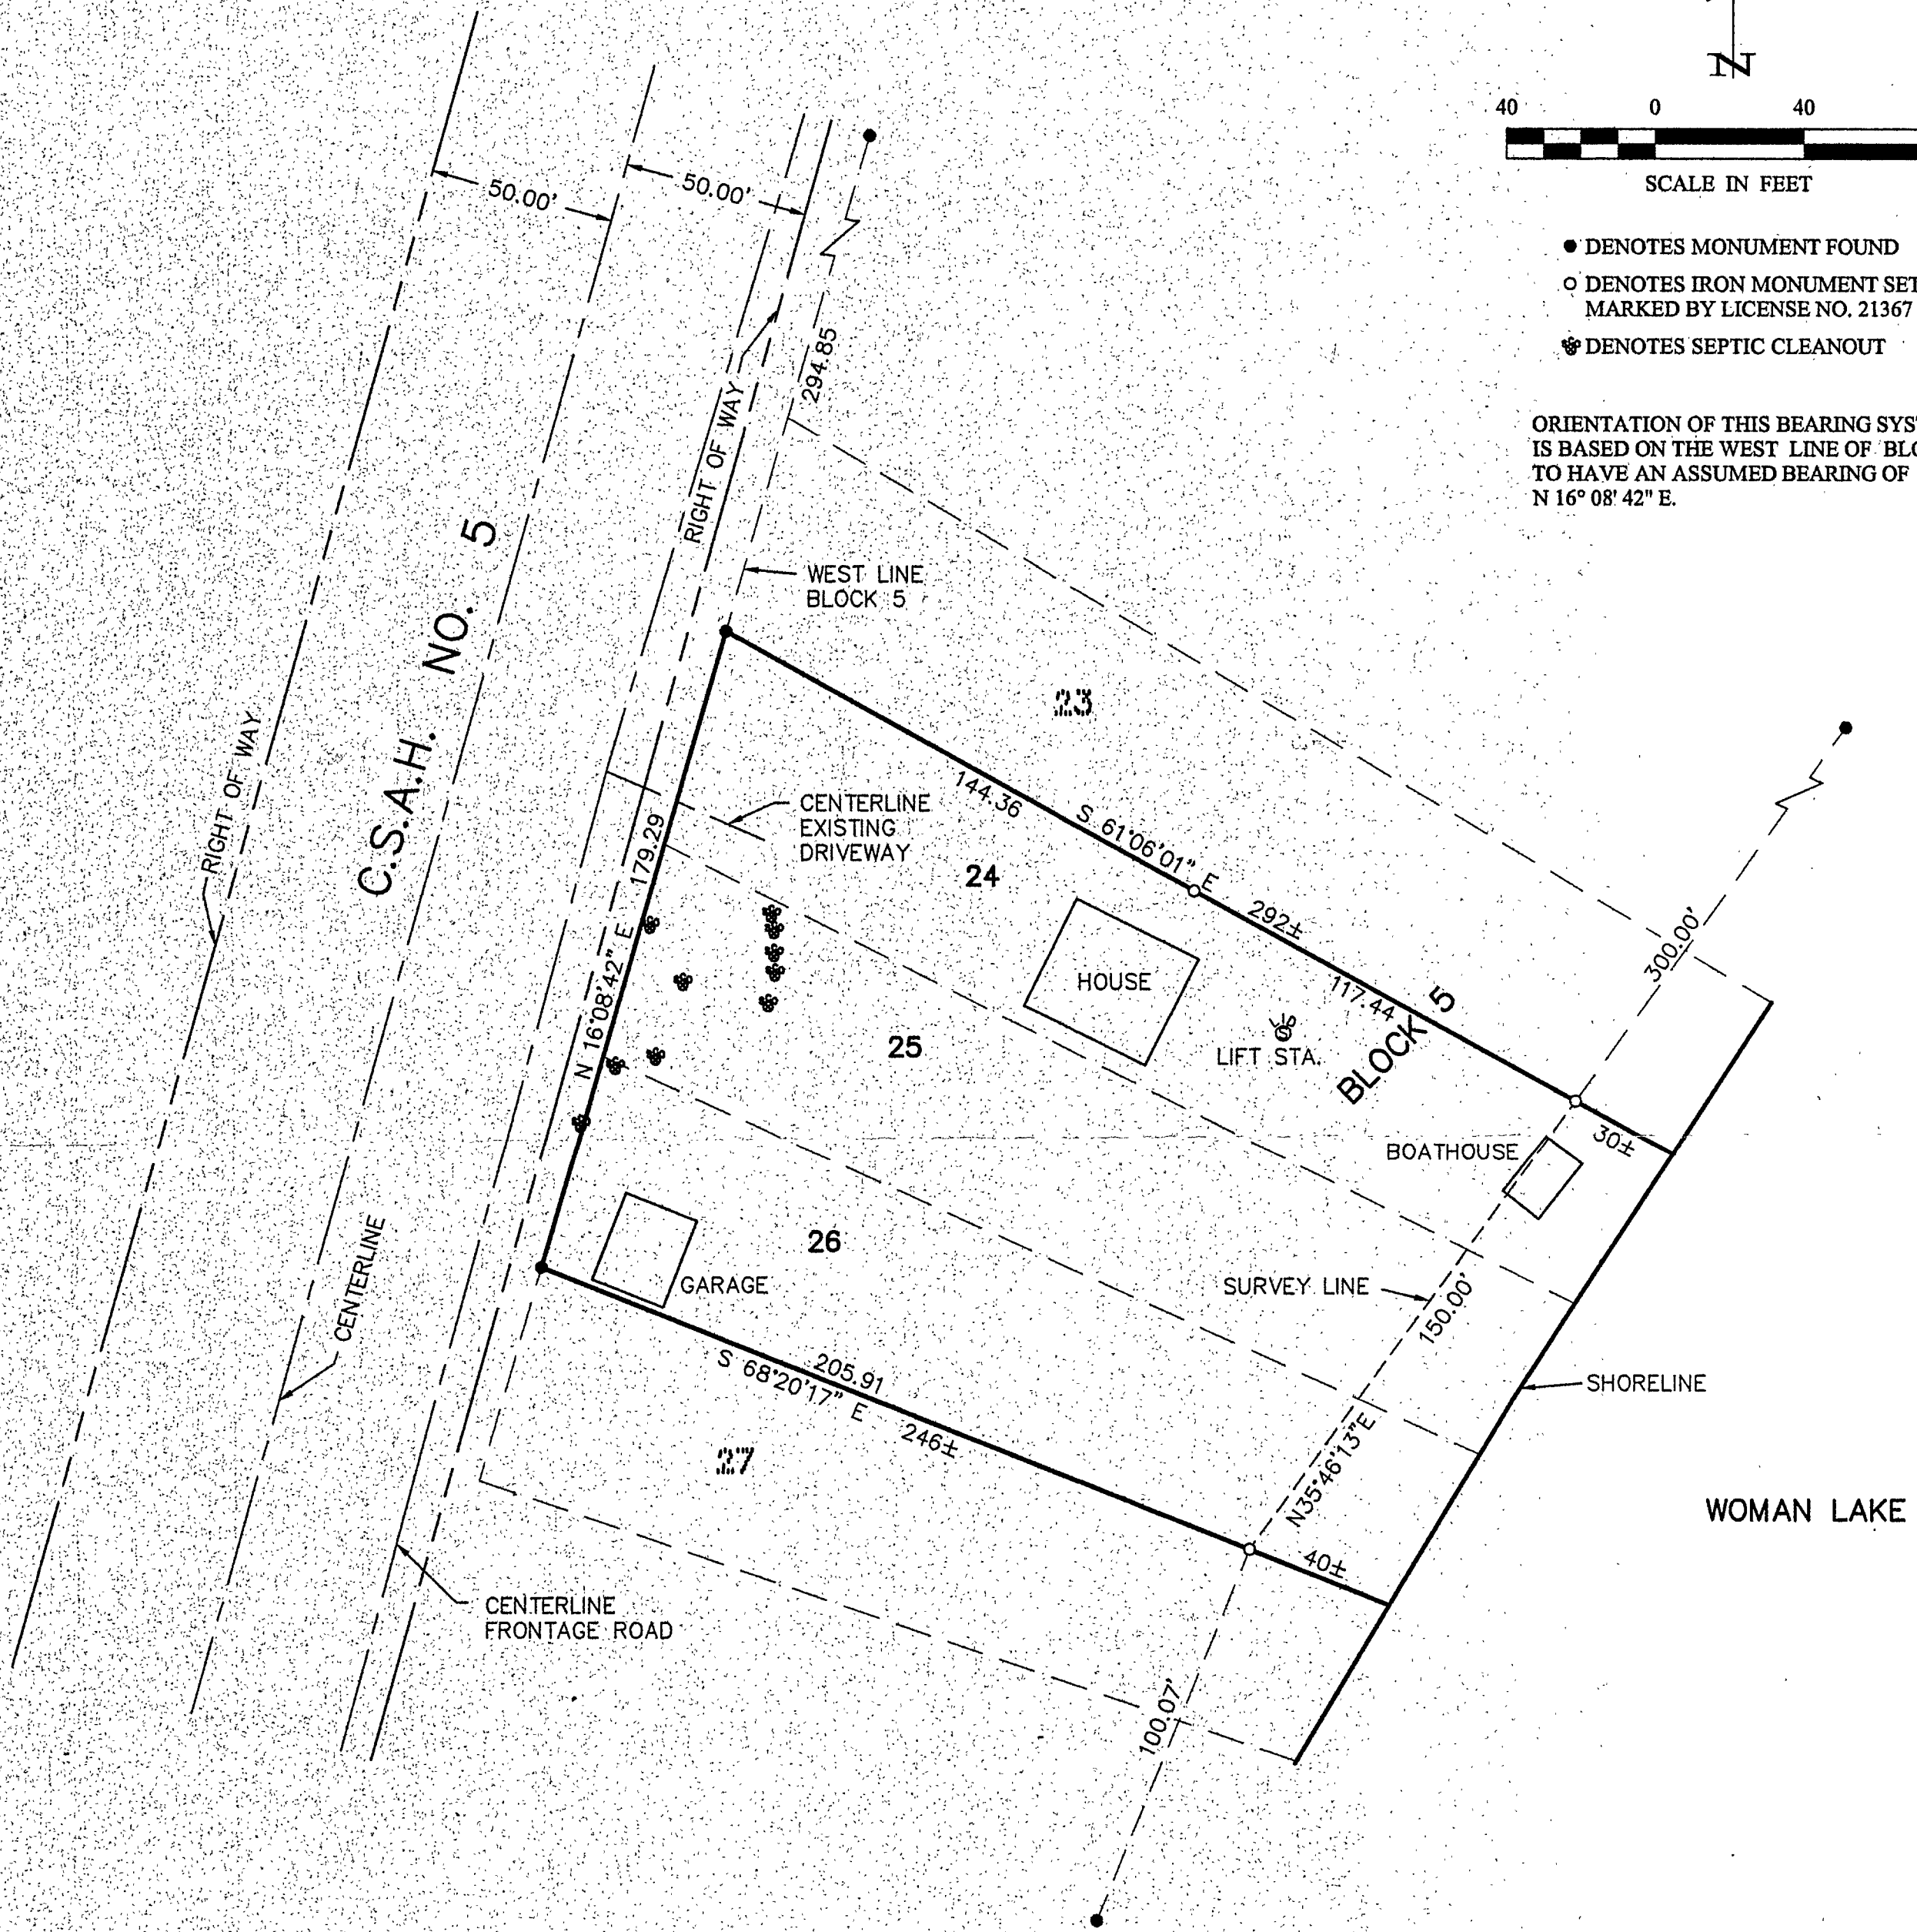 N
40 0 40
SCALE IN FEET
DENOTES MONUMENT FOUND
DENOTES IRON MONUMENT SET
MARKED BY LICENSE NO. 21367
DENOTES SEPTIC CLEANOUT
ORIENTATION OF THIS BEARING SYS
IS BASED ON THE WEST LINE OF BLO
TO HAVE AN ASSUMED BEARING OF
N 16° 08' 42" E.
50.00'
50.00'
294.85
RIGHT OF WAY
C.S.A.H. NO. 5
WEST LINE
BLOCK 5
23
RIGHT OF WAY
144.36
S 61°06'01" E
CENTERLINE
EXISTING
DRIVEWAY
179.29
N 16°08'42" E
24
292±
300.00'
HOUSE
117.44
BLOCK 5
LIFT STA.
25
BOATHOUSE
30±
26
GARAGE
CENTERLINE
SURVEY LINE
150.00'
SHORELINE
205.91
S 68°20'17" E
246±
27
N35°46'13"E
WOMAN LAKE
40±
CENTERLINE
FRONTAGE ROAD
100.07'